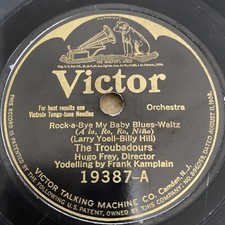 Victor
For best results use
Victrola Tungs-tone Needles
Orchestra
Rock-a-Bye My Baby Blues-Waltz
(A la, Ro, Ro, Niño)
(Larry Yoell-Billy Hill)
The Troubadours
Hugo Frey, Director
Yodelling by Frank Kamplain
19387-A
VICTOR TALKING MACHINE CO.
Camden, N.J.